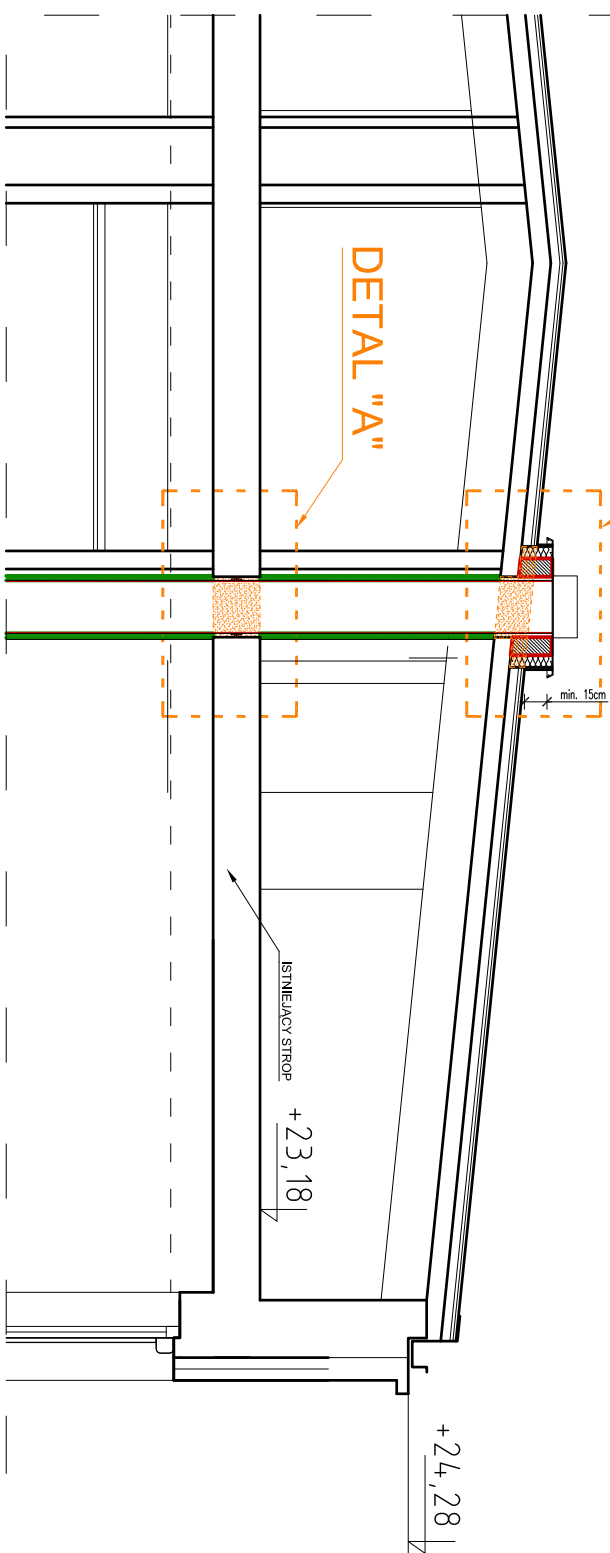 DETAL "A"
min. 15cm
ISTNIEJACY STROP
+23,18
+24,28